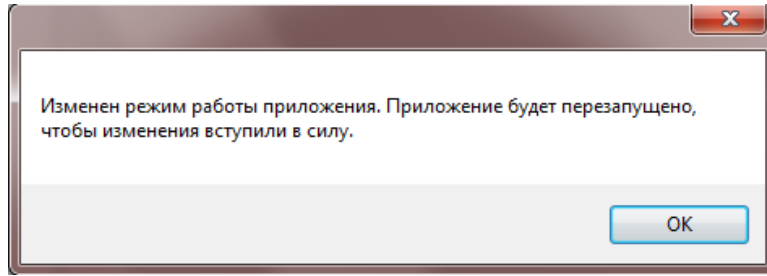 Изменен режим работы приложения. Приложение будет перезапущено,
чтобы изменения вступили в силу.
OK